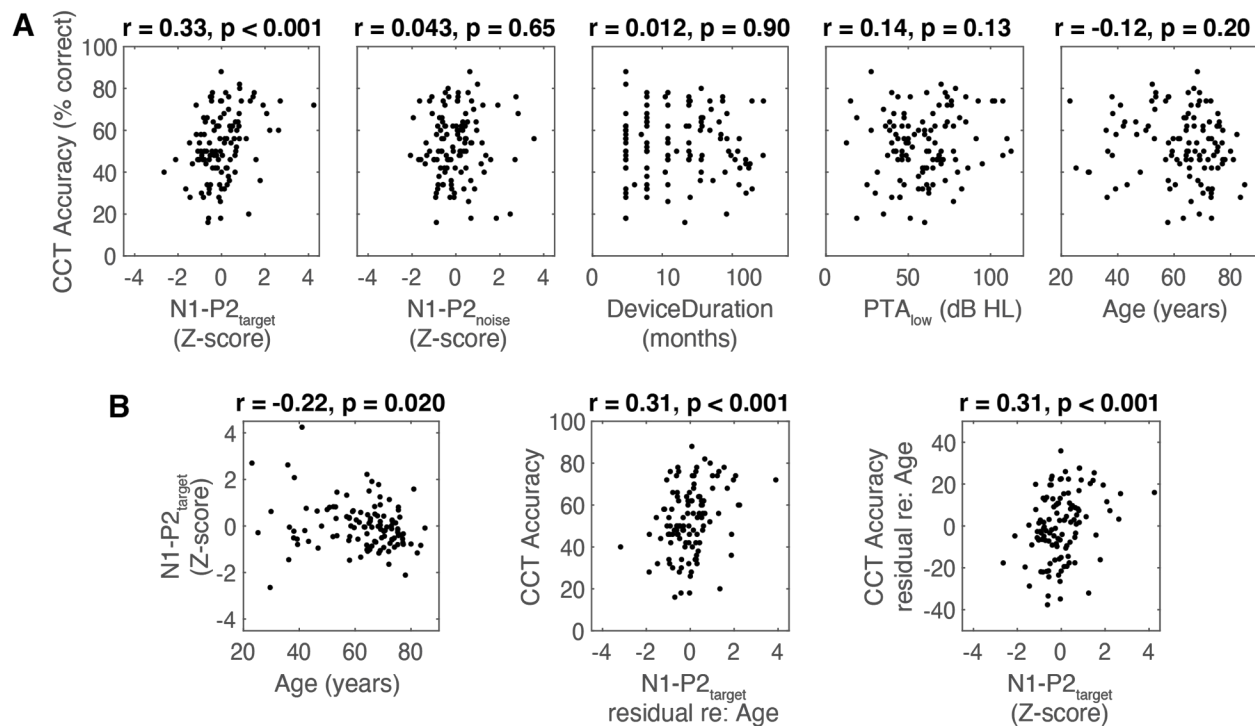 A
r = 0.33, p < 0.001
r = 0.043, p = 0.65
r = 0.012, p = 0.90
r = 0.14, p = 0.13
r = -0.12, p = 0.20
CCT Accuracy (% correct)
100
80
60
40
20
0
-4 -2 0 2 4
N1-P2target
(Z-score)
-4 -2 0 2 4
N1-P2noise
(Z-score)
0 10 100
DeviceDuration
(months)
0 50 100
PTAlow (dB HL)
20 40 60 80
Age (years)
B
r = -0.22, p = 0.020
N1-P2target
(Z-score)
4
2
0
-2
-4
20 40 60 80
Age (years)
r = 0.31, p < 0.001
CCT Accuracy
100
80
60
40
20
0
-4 -2 0 2 4
N1-P2target
residual re: Age
r = 0.31, p < 0.001
CCT Accuracy
residual re: Age
40
20
0
-20
-40
-4 -2 0 2 4
N1-P2target
(Z-score)